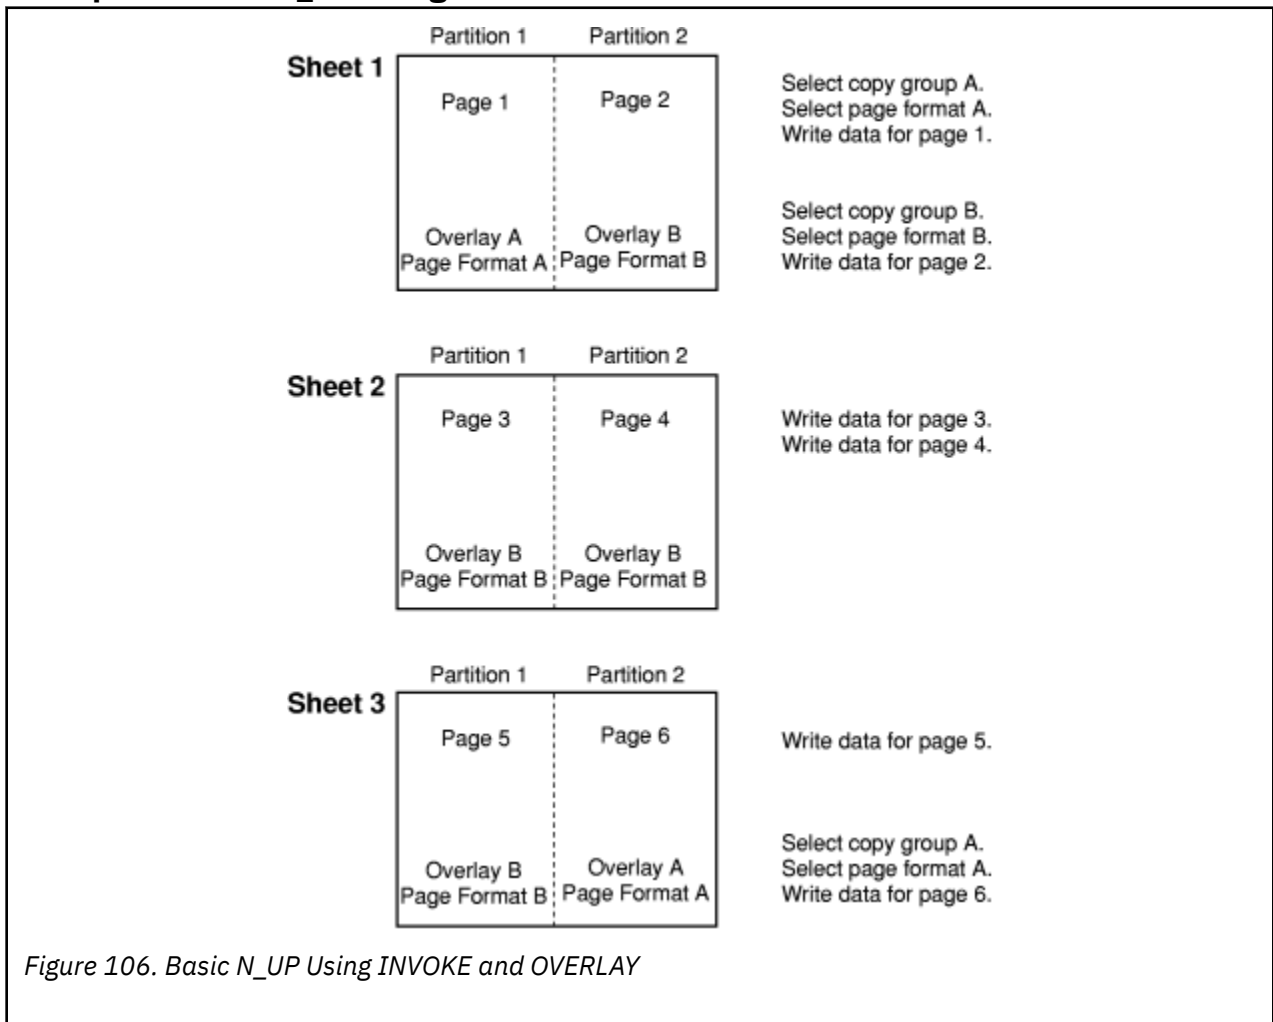 Partition 1 Partition 2
Sheet 1
Page 1 Page 2
Select copy group A.
Select page format A.
Write data for page 1.
Overlay A Overlay B
Page Format A Page Format B
Select copy group B.
Select page format B.
Write data for page 2.
Partition 1 Partition 2
Sheet 2
Page 3 Page 4
Write data for page 3.
Write data for page 4.
Overlay B Overlay B
Page Format B Page Format B
Partition 1 Partition 2
Sheet 3
Page 5 Page 6
Write data for page 5.
Overlay B Overlay A
Page Format B Page Format A
Select copy group A.
Select page format A.
Write data for page 6.
Figure 106. Basic N_UP Using INVOKE and OVERLAY